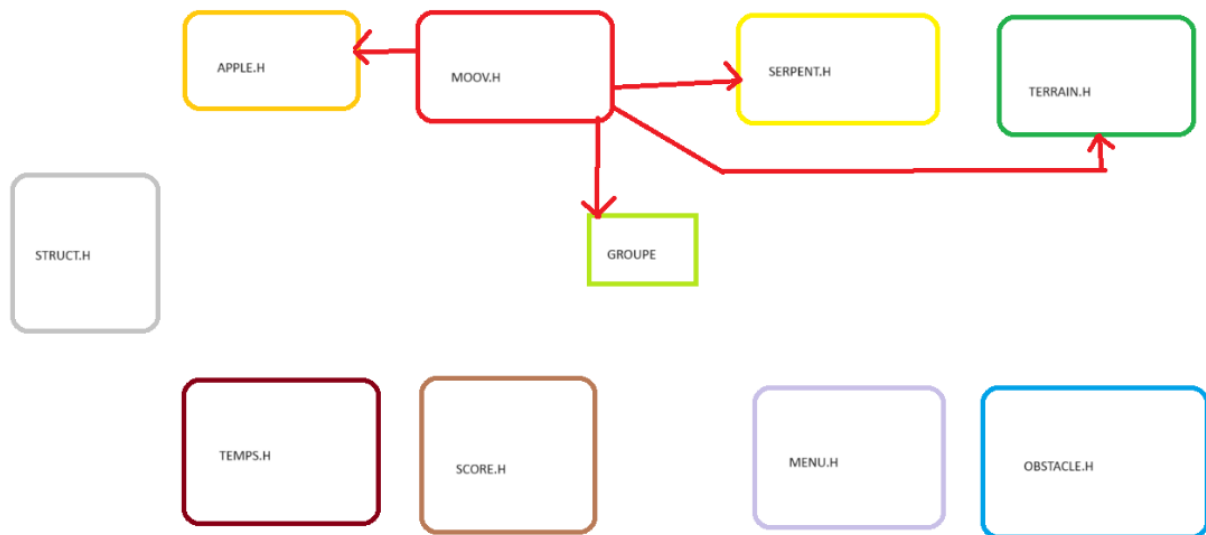 APPLE.H
MOOV.H
SERPENT.H
TERRAIN.H
STRUCT.H
GROUPE
TEMPS.H
SCORE.H
MENU.H
OBSTACLE.H